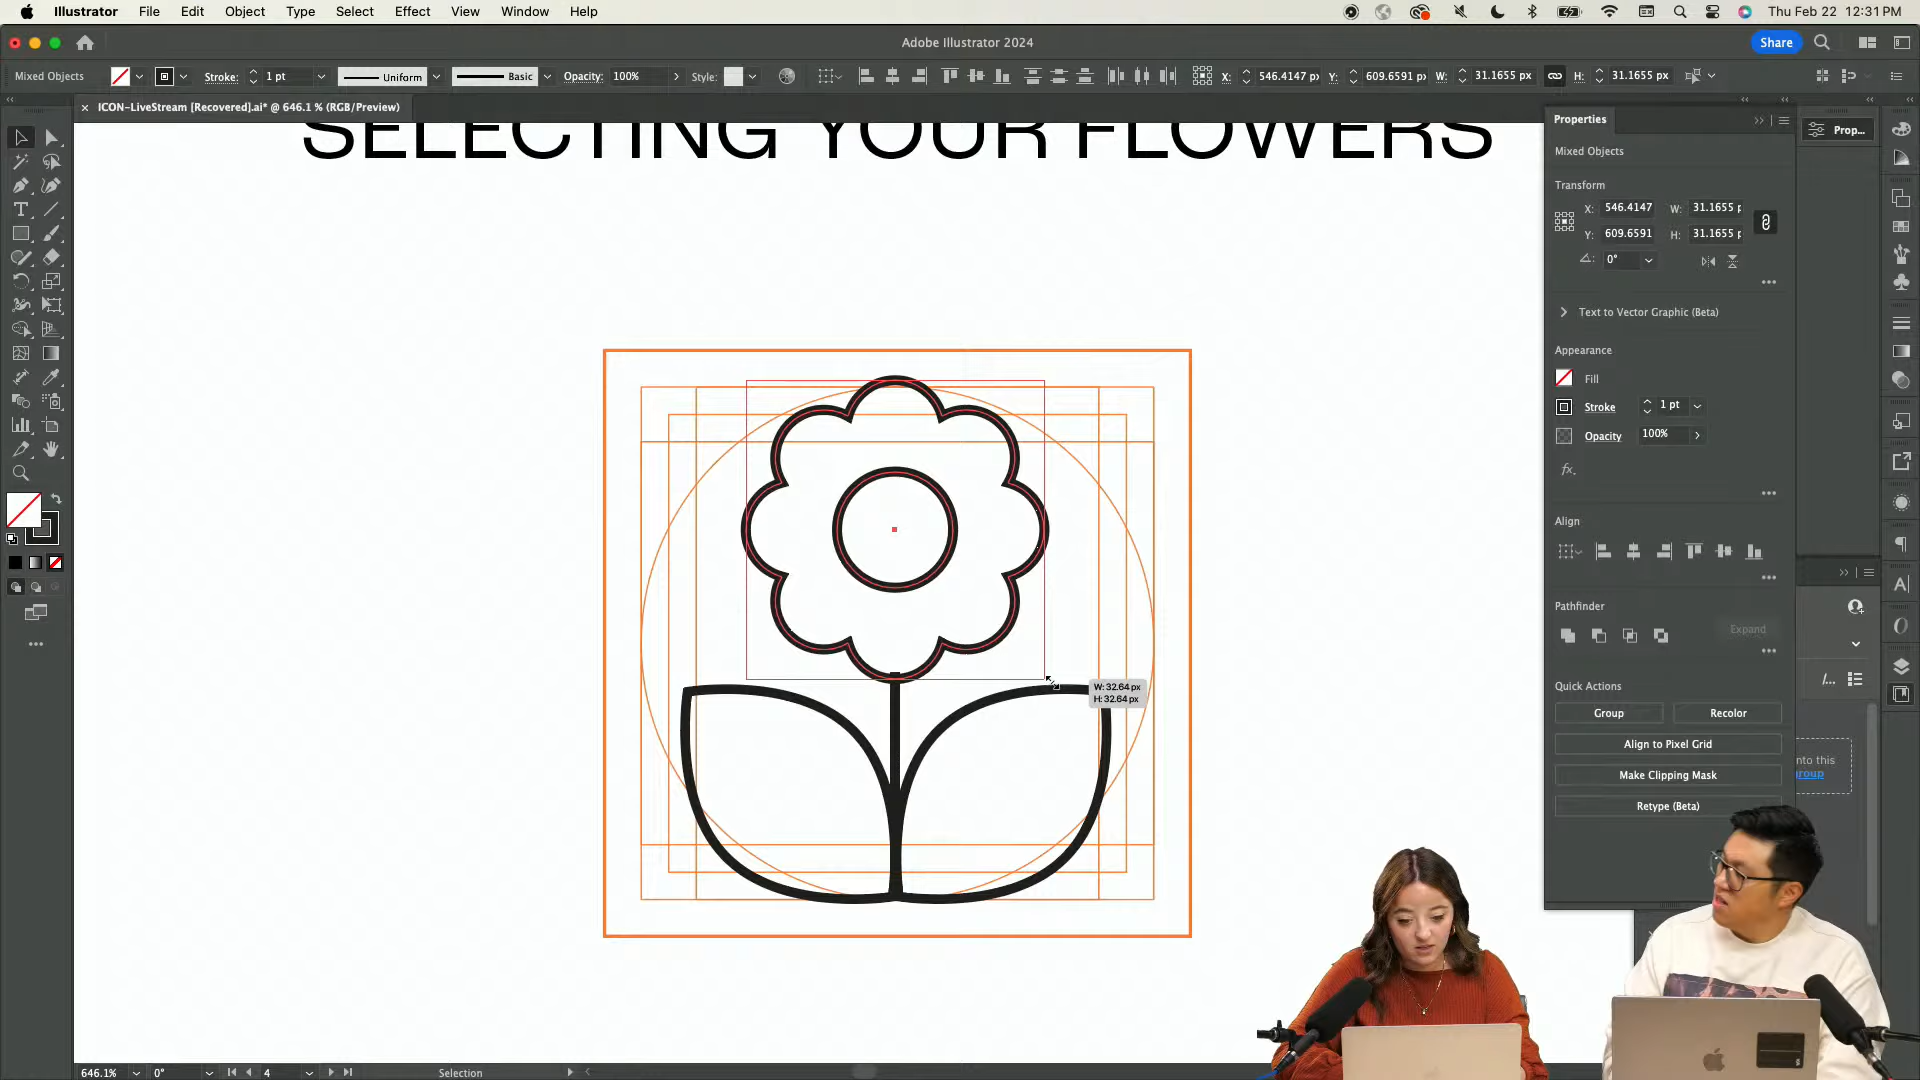 Illustrator File Edit Object Type Select Effect View Window Help
Thu Feb 22 12:31 PM
Adobe Illustrator 2024
Share
Mixed Objects
Stroke: 1 pt
Uniform
Basic
Opacity: 100%
Style:
X: 546.4147 px Y: 609.6591 px W: 31.1655 px H: 31.1655 px
× ICON-LiveStream [Recovered].ai* @ 646.1 % (RGB/Preview)
SELECTING YOUR FLOWERS
Properties
Prop...
Mixed Objects
Transform
X: 546.4147 W: 31.1655 p
Y: 609.6591 H: 31.1655 p
0°
Text to Vector Graphic (Beta)
Appearance
Fill
Stroke 1 pt
Opacity 100%
fx.
Align
Pathfinder
Expand
Quick Actions
Group Recolor
Align to Pixel Grid
Make Clipping Mask
Retype (Beta)
nto this
group
W: 32.64 px
H: 32.64 px
646.1% 0° 4 Selection